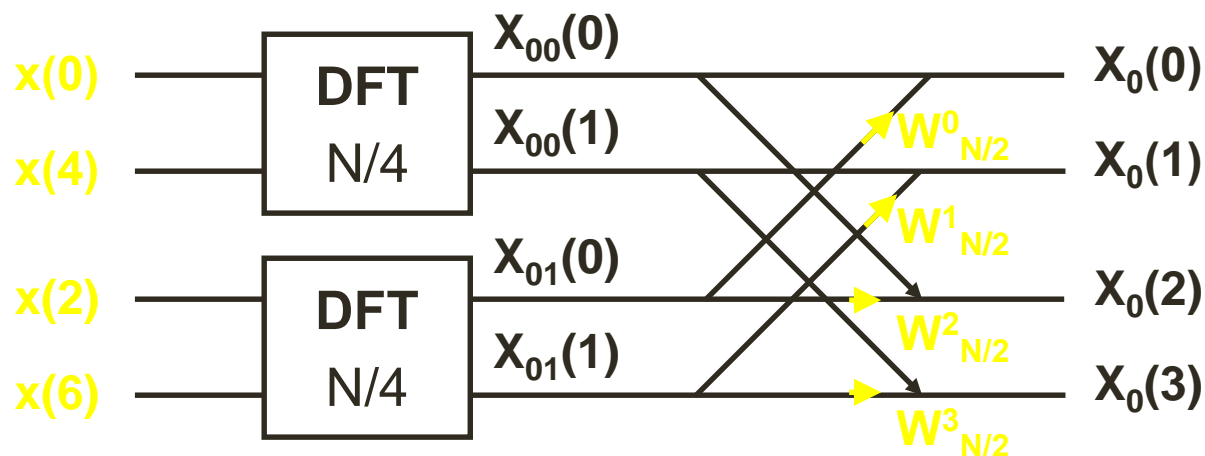 x(0) DFT X₀₀(0) X₀(0)
x(4) N/4 X₀₀(1) W⁰N/2 X₀(1)
W¹N/2
x(2) DFT X₀₁(0) X₀(2)
W²N/2
x(6) N/4 X₀₁(1) X₀(3)
W³N/2